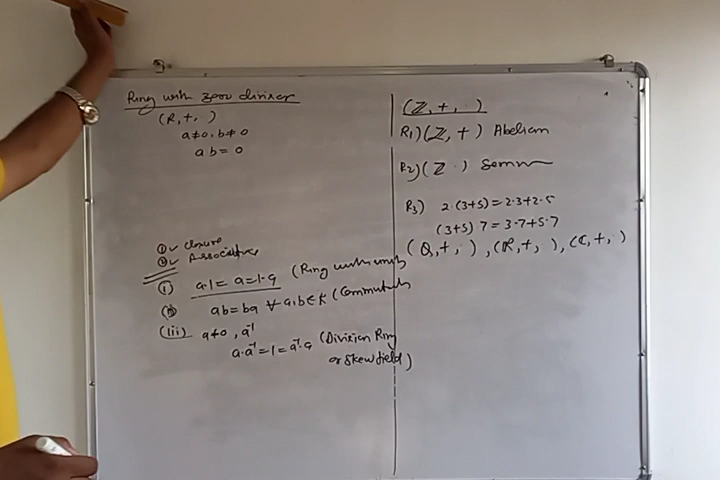 Ring with zero divisor
(R, +, ·)
a≠0, b≠0
ab = 0
① ✓ closure
② ✓ Associative
(i) a·1 = a = 1·a (Ring with unity
(ii) ab = ba ∀ a,b ∈ R (Commutative
(iii) a≠0, a⁻¹
a·a⁻¹ = 1 = a⁻¹·a (Division Ring
or skew field)
(Z, +, ·)
R₁) (Z, +) Abelian
R₂) (Z ·) Semi
R₃) 2·(3+5) = 2·3+2·5
(3+5) 7 = 3·7+5·7
(Q, +, ·), (R, +, ·), (C, +, ·)